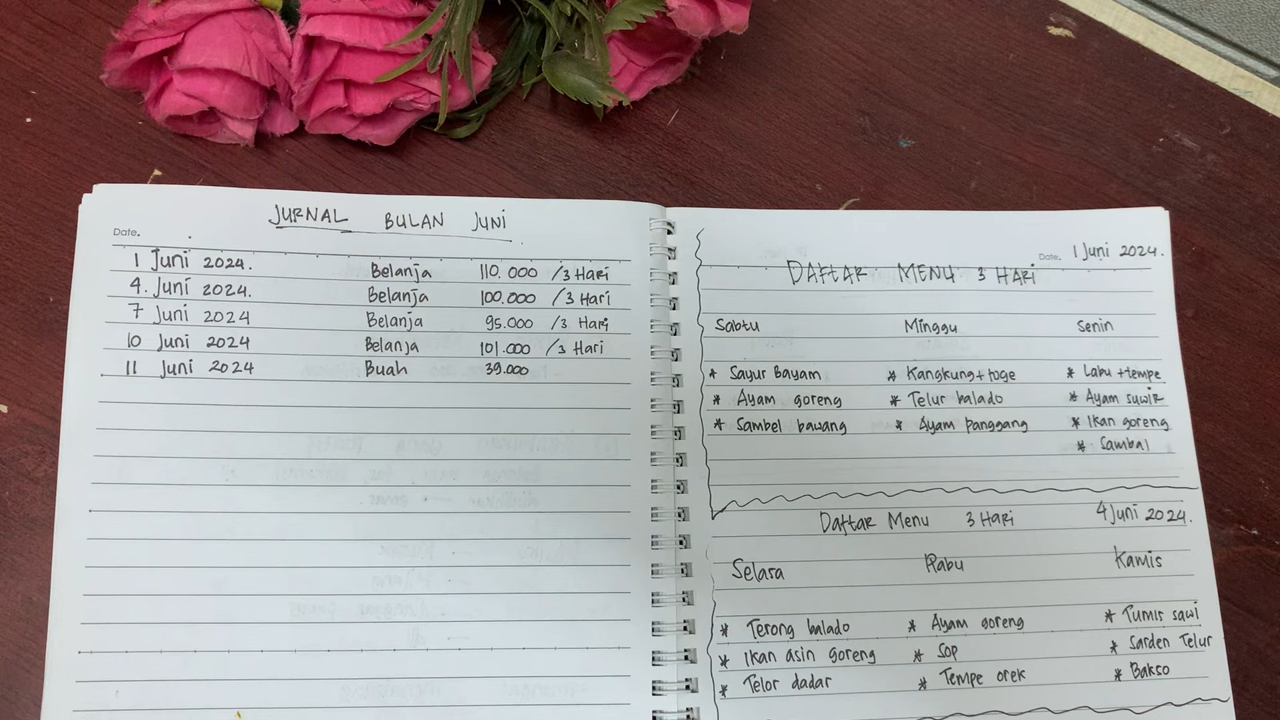 JURNAL BULAN JUNI
Date.
1 Juni 2024. Belanja 110.000 /3 Hari
4. Juni 2024. Belanja 100.000 /3 Hari
7 Juni 2024 Belanja 95.000 /3 Hari
10 Juni 2024 Belanja 101.000 /3 Hari
11 Juni 2024 Buah 39.000
Date. 1 Juni 2024.
DAFTAR MENU 3 HARI
Sabtu Minggu Senin
* Sayur Bayam * Kangkung+toge * Labu+tempe
* Ayam goreng * Telur balado * Ayam suwir
* Sambel bawang * Ayam panggang * Ikan goreng
* Sambal
Daftar Menu 3 Hari 4 Juni 2024.
Selasa Rabu Kamis
* Terong balado * Ayam goreng * Tumis sawi
* Ikan asin goreng * Sop * Sarden Telur
* Telor dadar * Tempe orek * Bakso